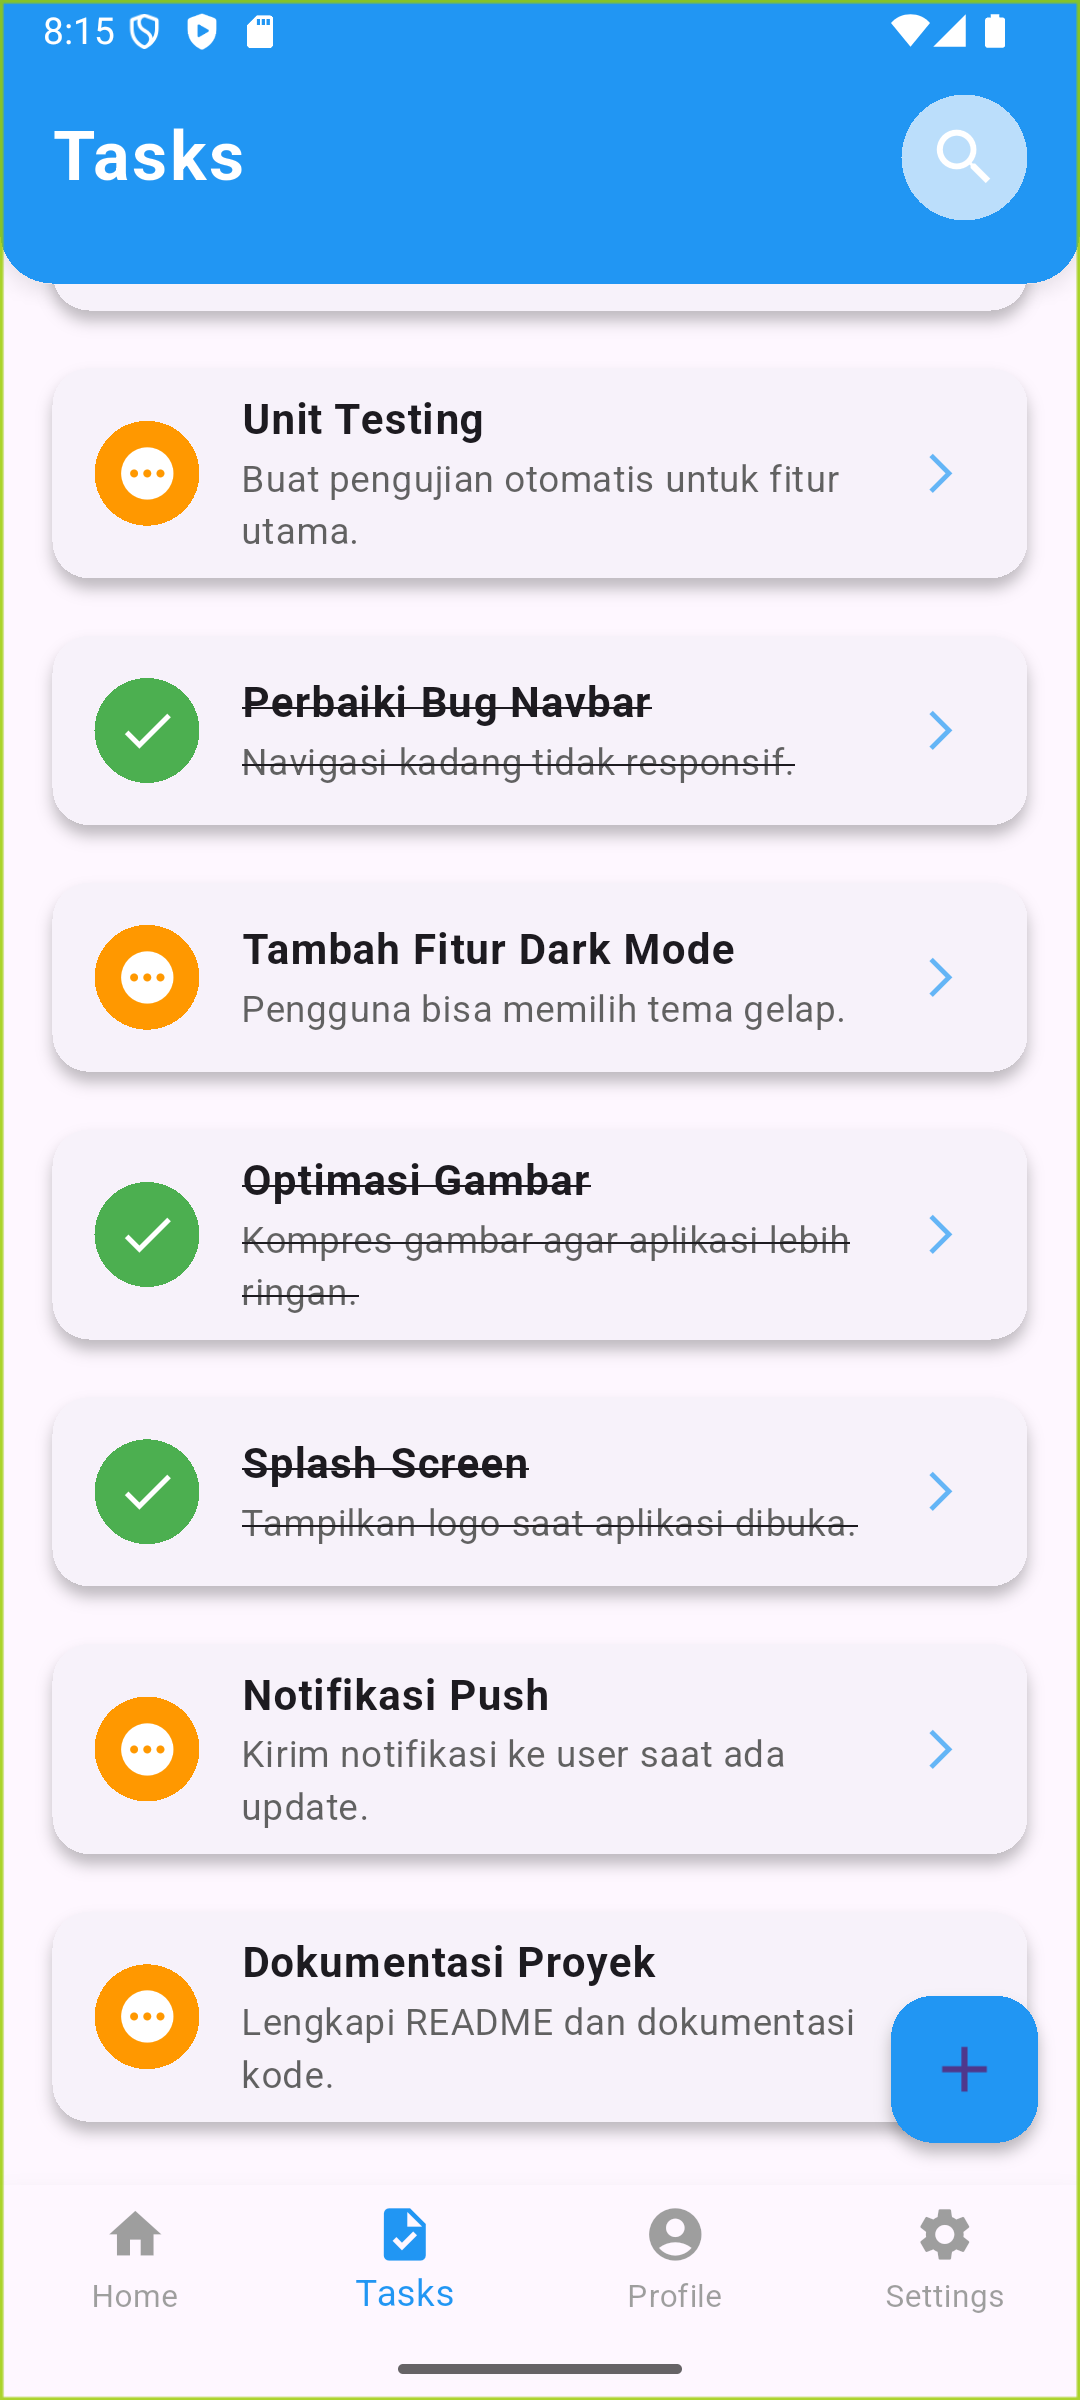 8:15
Tasks
Unit Testing
Buat pengujian otomatis untuk fitur
utama.
Perbaiki Bug Navbar
Navigasi kadang tidak responsif.
Tambah Fitur Dark Mode
Pengguna bisa memilih tema gelap.
Optimasi Gambar
Kompres gambar agar aplikasi lebih
ringan.
Splash Screen
Tampilkan logo saat aplikasi dibuka.
Notifikasi Push
Kirim notifikasi ke user saat ada
update.
Dokumentasi Proyek
Lengkapi README dan dokumentasi
kode.
Home
Tasks
Profile
Settings